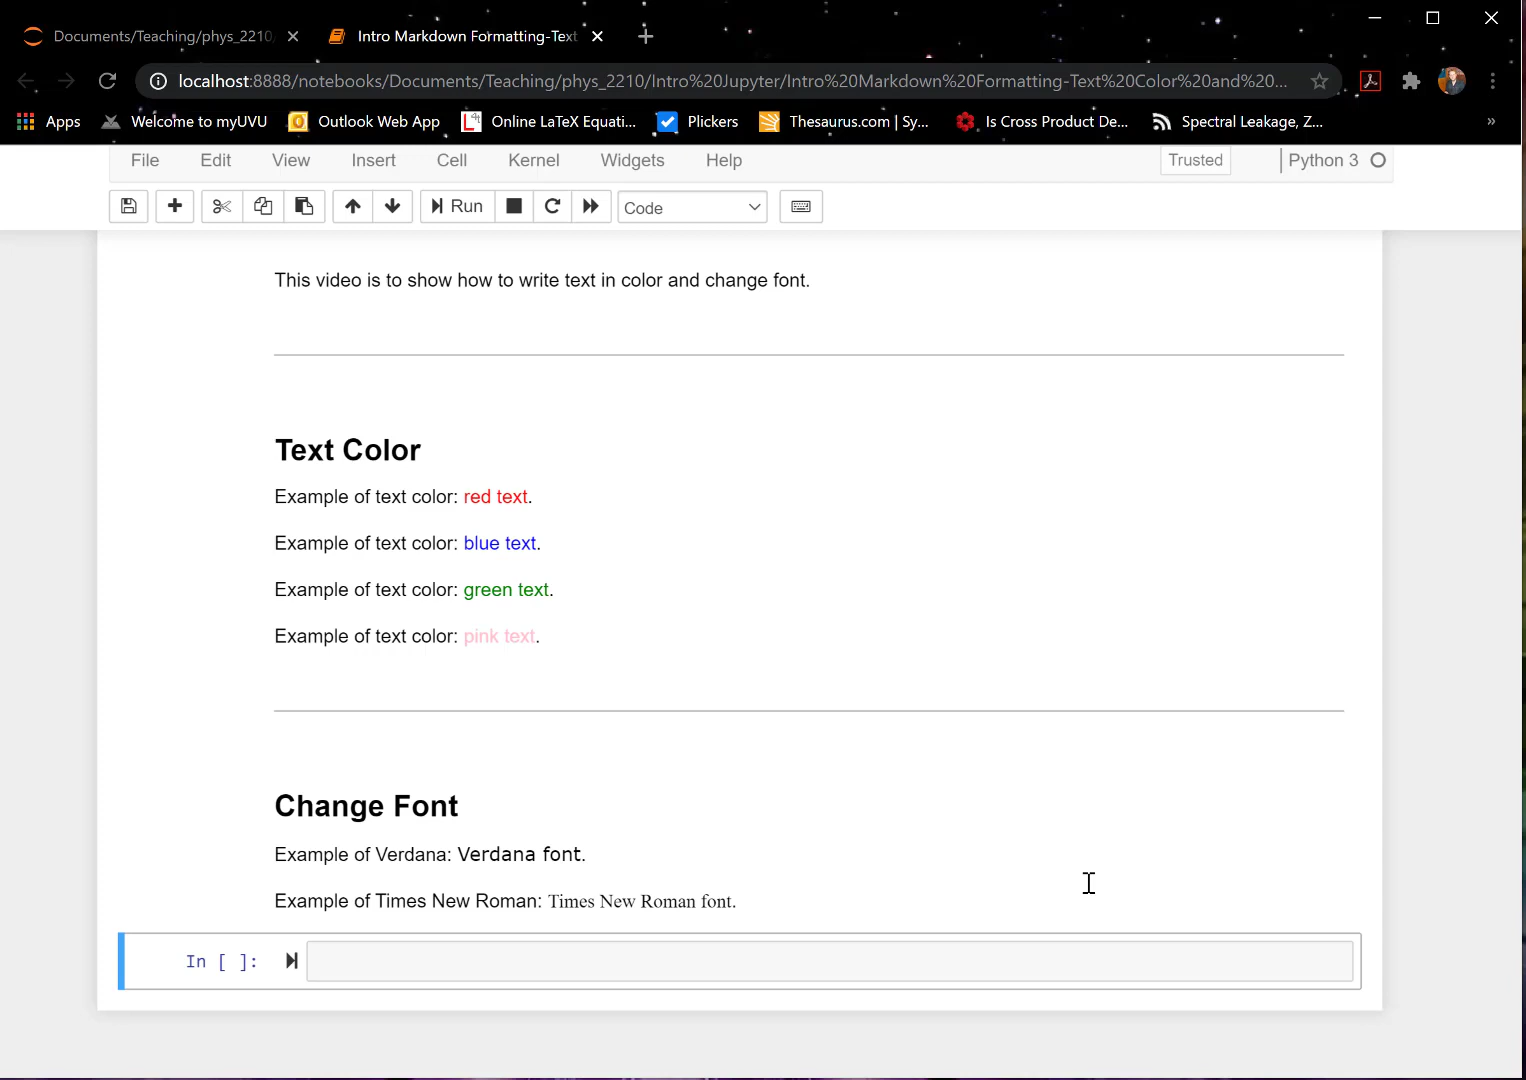 Documents/Teaching/phys_2210/
Intro Markdown Formatting-Text
localhost:8888/notebooks/Documents/Teaching/phys_2210/Intro%20Jupyter/Intro%20Markdown%20Formatting-Text%20Color%20and%20...
Apps
Welcome to myUVU
Outlook Web App
Online LaTeX Equati...
Plickers
Thesaurus.com | Sy...
Is Cross Product De...
Spectral Leakage, Z...
»
File Edit View Insert Cell Kernel Widgets Help
Trusted
Python 3
Run
Code
This video is to show how to write text in color and change font.
Text Color
Example of text color: red text.
Example of text color: blue text.
Example of text color: green text.
Example of text color: pink text.
Change Font
Example of Verdana: Verdana font.
Example of Times New Roman: Times New Roman font.
In [ ]: